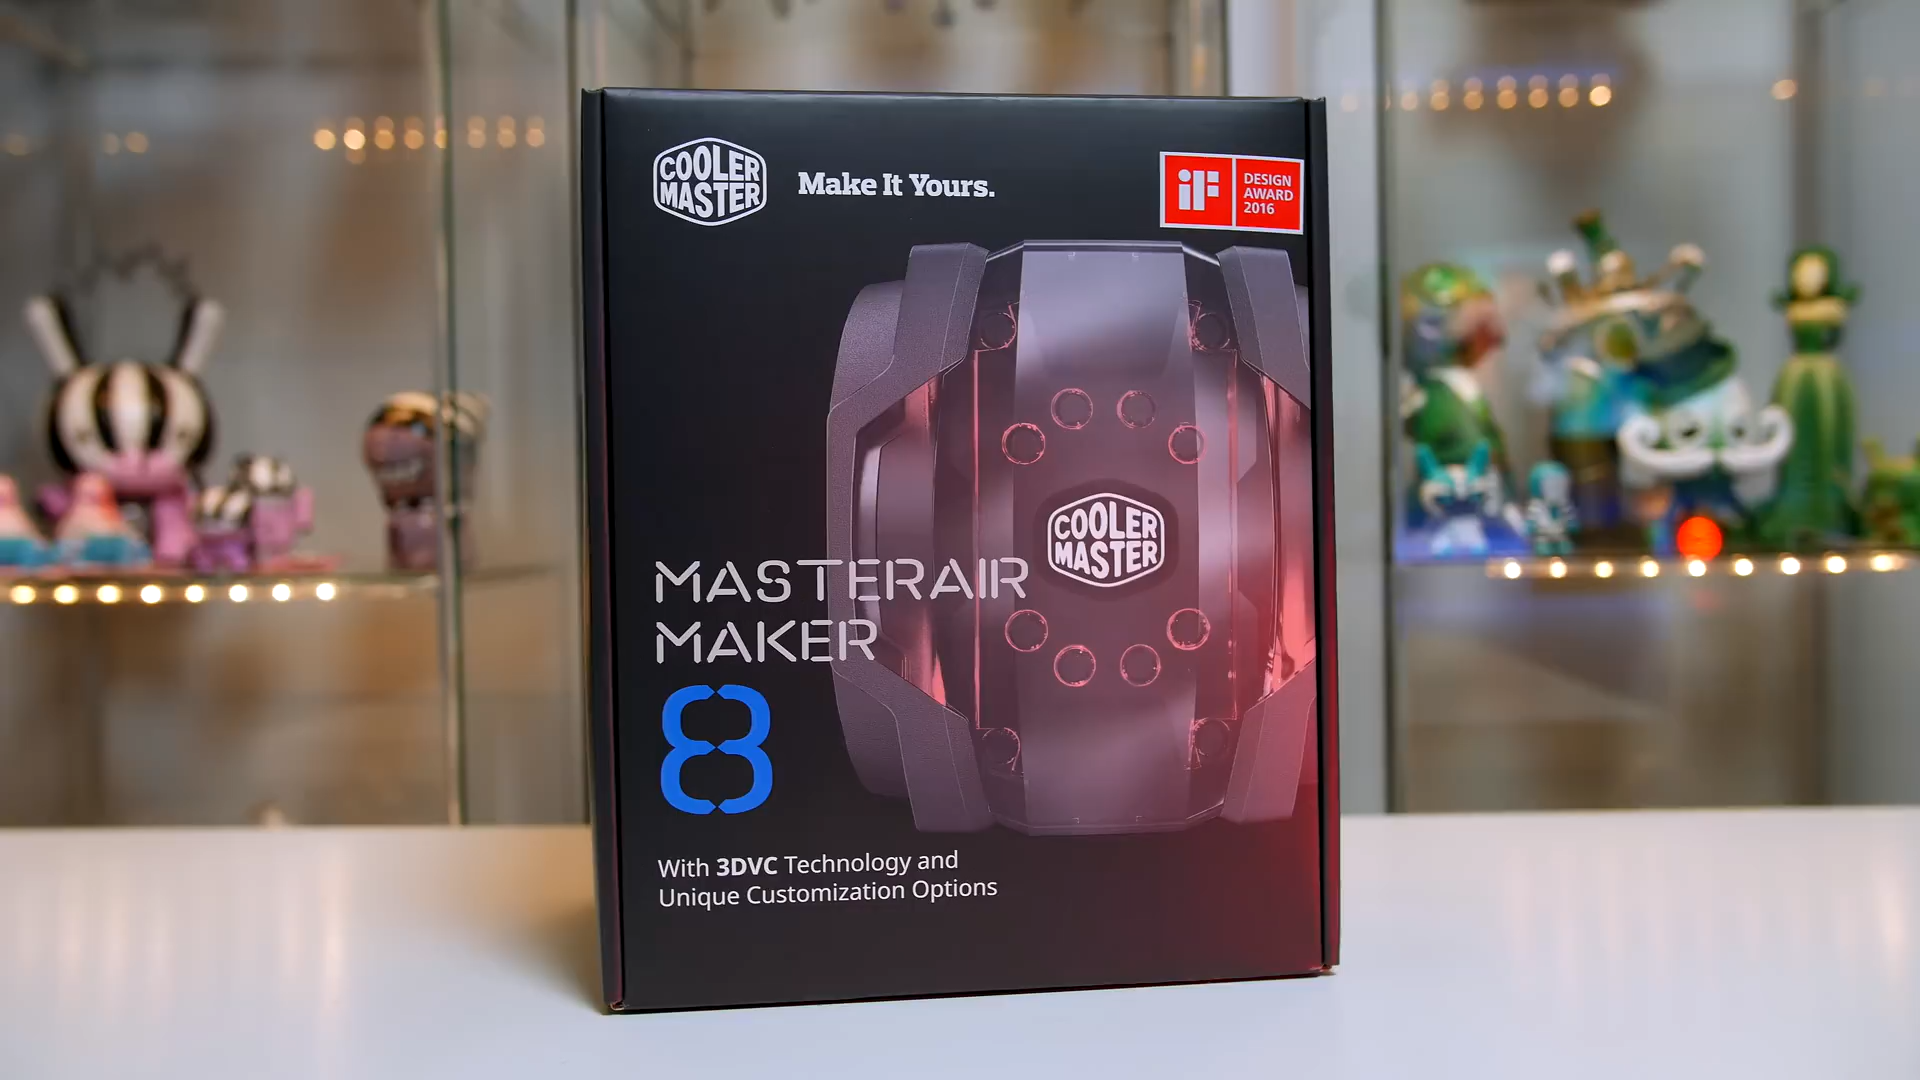 COOLER
MASTER
Make It Yours.
iF
DESIGN
AWARD
2016
COOLER
MASTER
MASTERAIR
MAKER
8
With 3DVC Technology and
Unique Customization Options